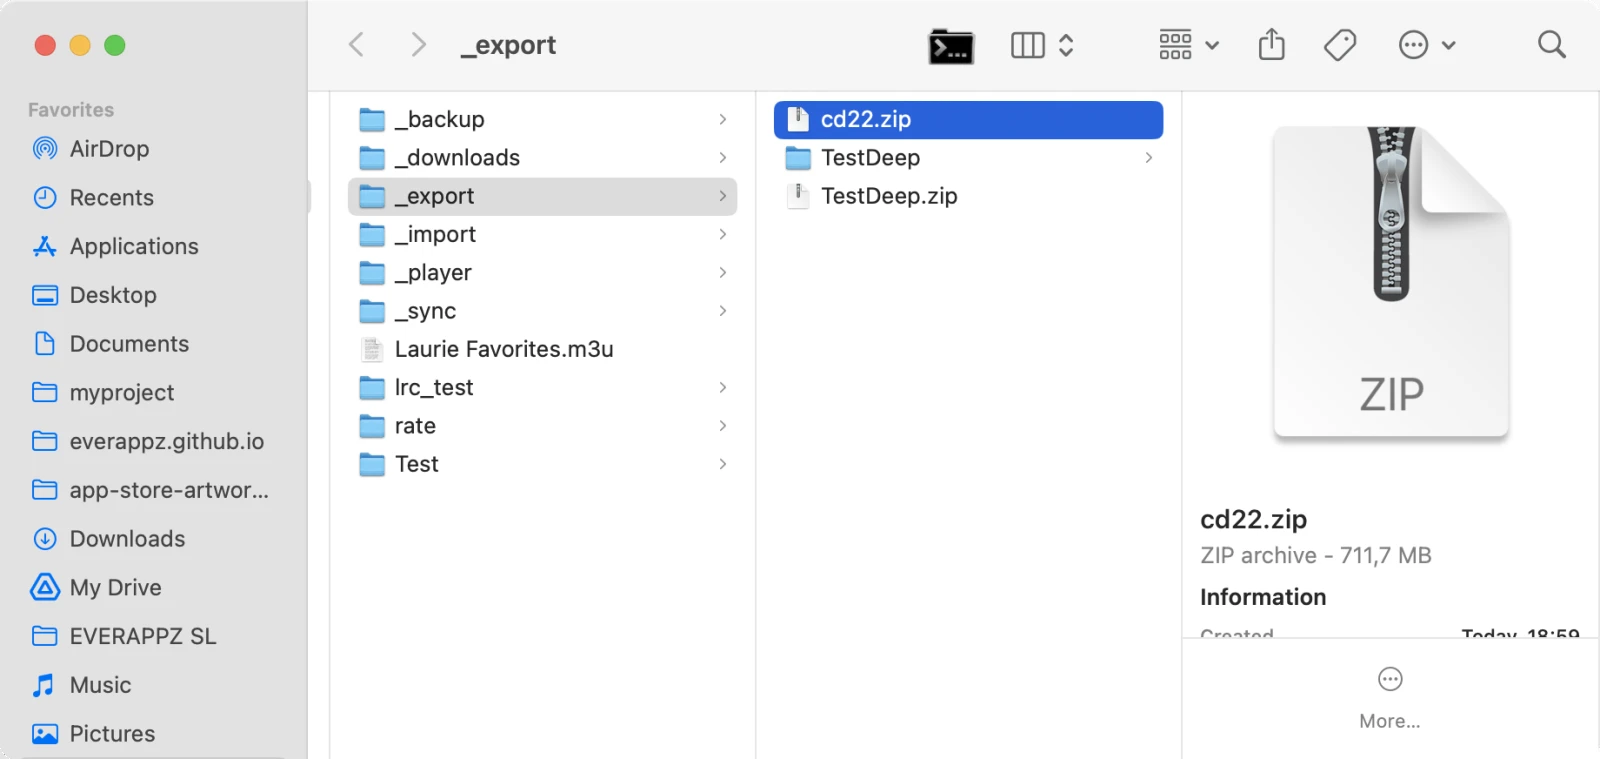 _export
Favorites
AirDrop
Recents
Applications
Desktop
Documents
myproject
everappz.github.io
app-store-artwor...
Downloads
My Drive
EVERAPPZ SL
Music
Pictures
_backup
_downloads
_export
_import
_player
_sync
Laurie Favorites.m3u
lrc_test
rate
Test
cd22.zip
TestDeep
TestDeep.zip
ZIP
cd22.zip
ZIP archive - 711,7 MB
Information
Created Today, 18:59
More...